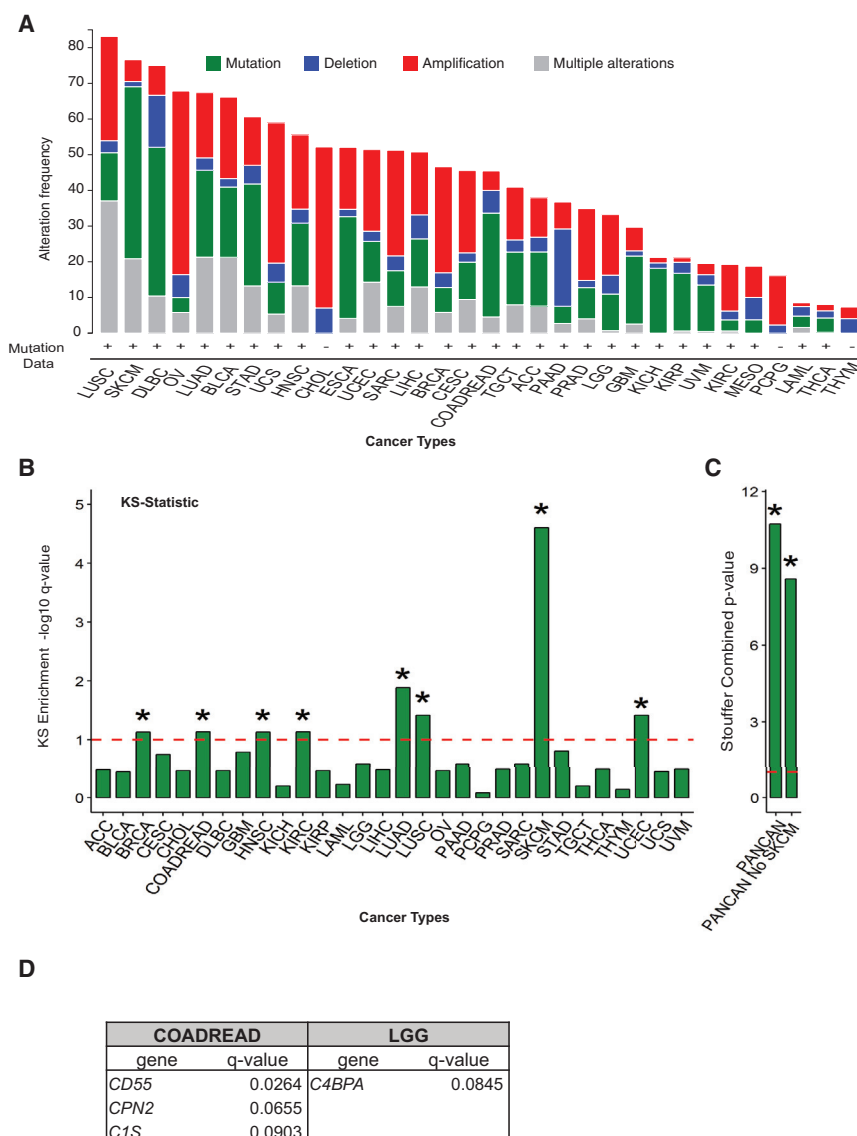 A
Mutation Deletion Amplification Multiple alterations
Alteration frequency
80
70
60
50
40
30
20
10
0
Mutation Data
+ + + + + + + + + - + + + + + + + + + + + + + + + + + + - + + -
LUSC SKCM DLBC OV LUAD BLCA STAD UCS HNSC CHOL ESCA UCEC SARC LIHC BRCA CESC COADREAD TGCT ACC PAAD PRAD LGG GBM KICH KIRP UVM KIRC MESO PCPG LAML THCA THYM
Cancer Types
B
KS-Statistic
KS Enrichment -log10 q-value
5
4
3
2
1
0
* * * * * * * *
ACC BLCA BRCA CESC CHOL COADREAD DLBC GBM HNSC KICH KIRC KIRP LAML LGG LIHC LUAD LUSC OV PAAD PCPG PRAD SARC SKCM STAD TGCT THCA THYM UCEC UCS UVM
Cancer Types
C
Stouffer Combined p-value
12
9
6
3
0
* *
PANCAN
PANCAN No SKCM
D
COADREAD LGG
gene q-value gene q-value
CD55 0.0264 C4BPA 0.0845
CPN2 0.0655
C1S 0.0903